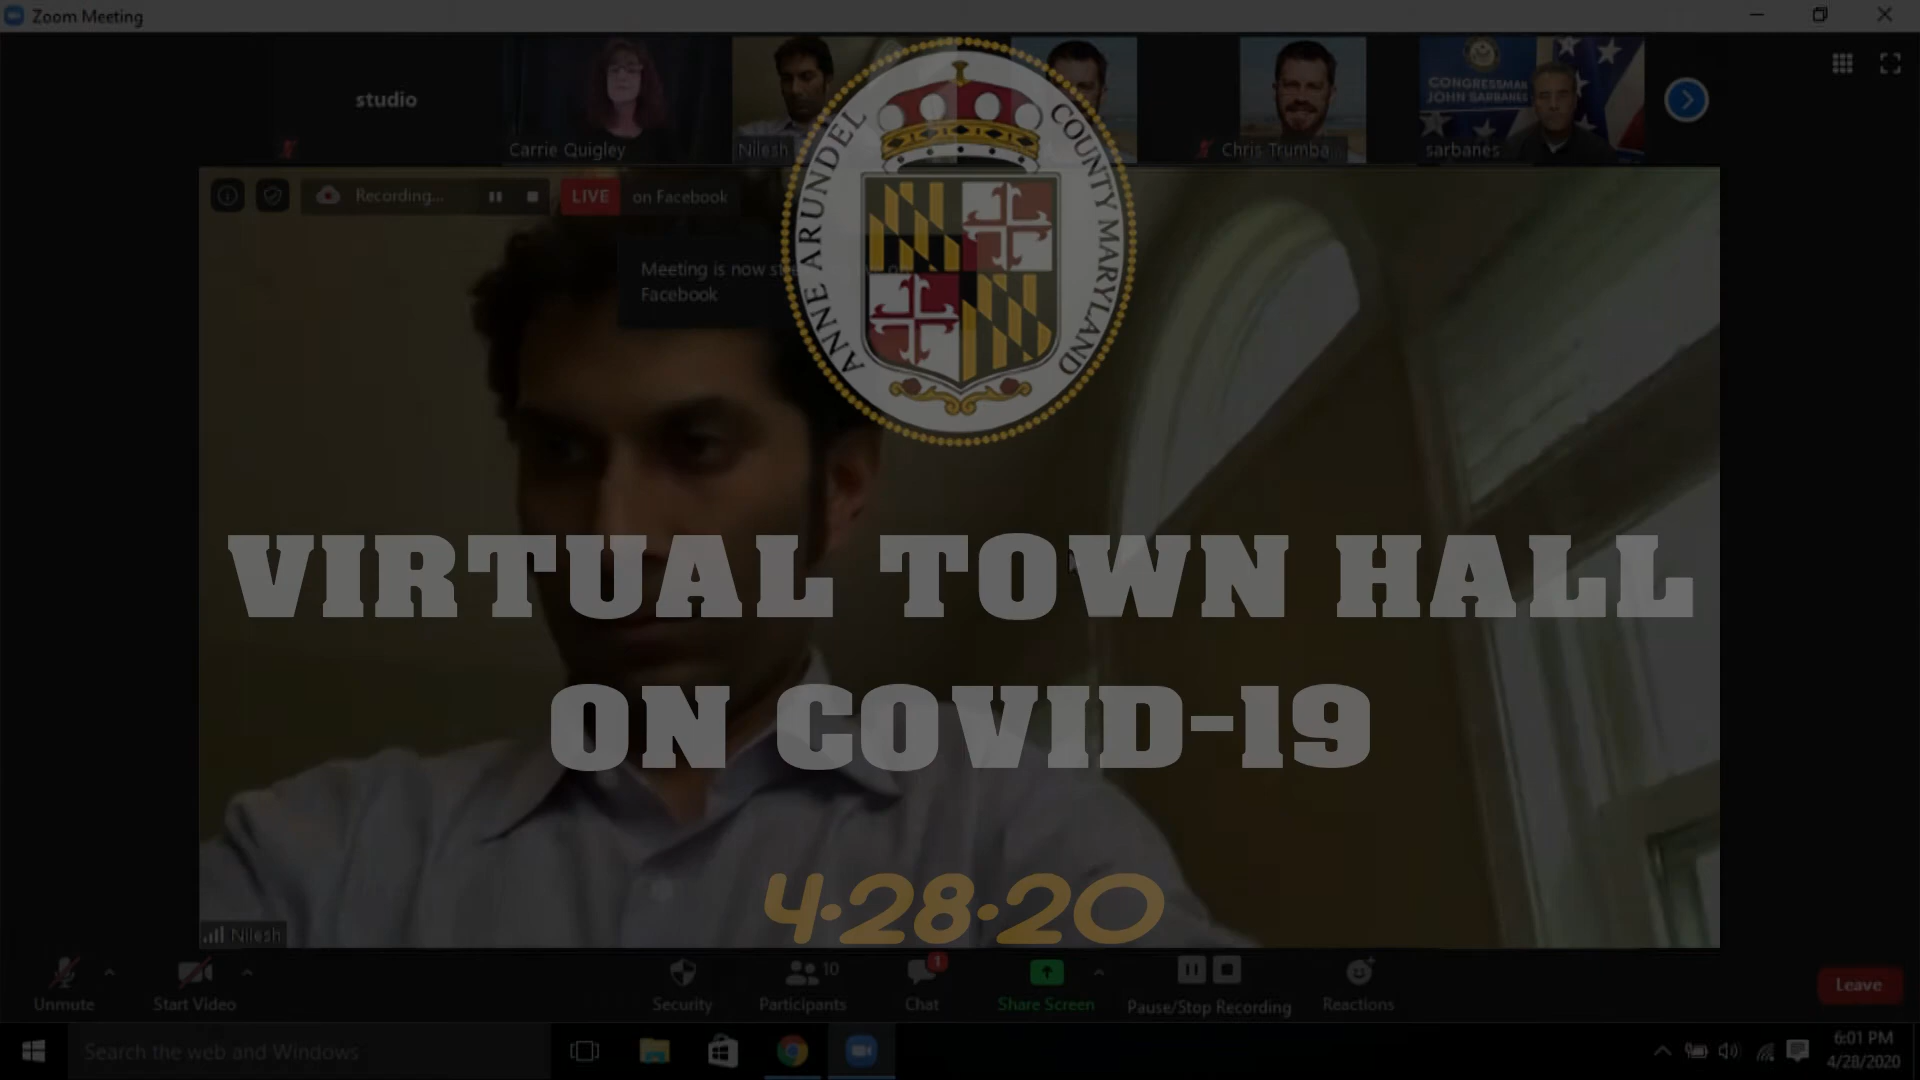 Zoom Meeting
studio
Carrie Quigley
Nilesh
Chris Trumba...
CONGRESSMAN
JOHN SARBANES
sarbanes
Recording...
LIVE on Facebook
Meeting is now
Facebook
ANNE ARUNDEL COUNTY MARYLAND
VIRTUAL TOWN HALL
ON COVID-19
4·28·20
Nilesh
Unmute
Start Video
Security
10
Participants
1
Chat
Share Screen
Pause/Stop Recording
Reactions
Leave
Search the web and Windows
6:01 PM
4/28/2020